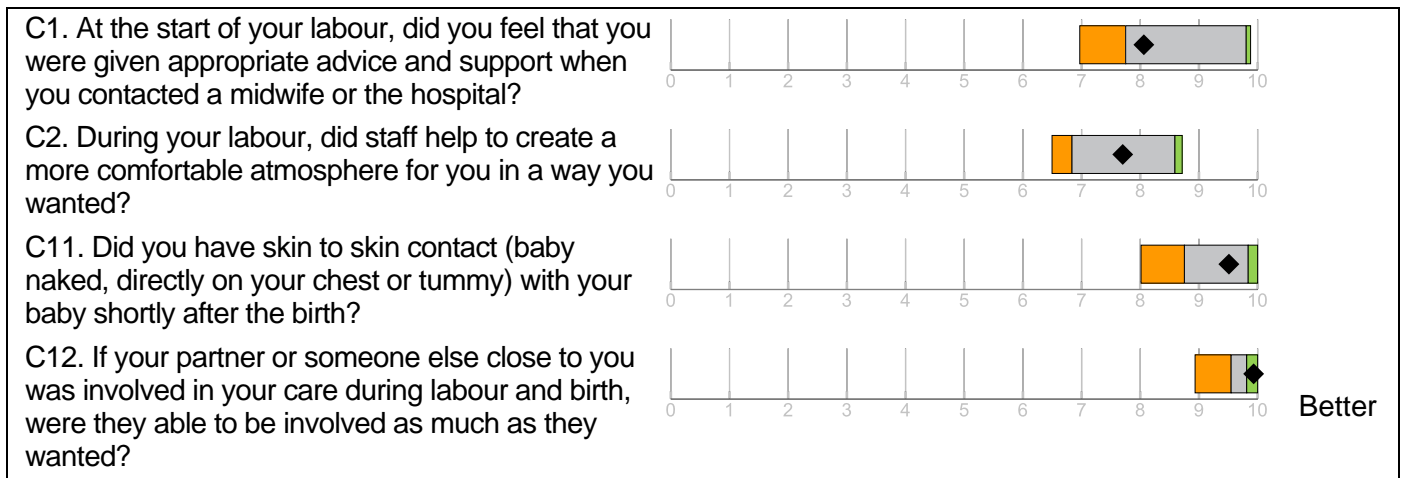 C1. At the start of your labour, did you feel that you
were given appropriate advice and support when
you contacted a midwife or the hospital?
0 1 2 3 4 5 6 7 8 9 10
C2. During your labour, did staff help to create a
more comfortable atmosphere for you in a way you
wanted?
0 1 2 3 4 5 6 7 8 9 10
C11. Did you have skin to skin contact (baby
naked, directly on your chest or tummy) with your
baby shortly after the birth?
0 1 2 3 4 5 6 7 8 9 10
C12. If your partner or someone else close to you
was involved in your care during labour and birth,
were they able to be involved as much as they
wanted?
0 1 2 3 4 5 6 7 8 9 10
Better